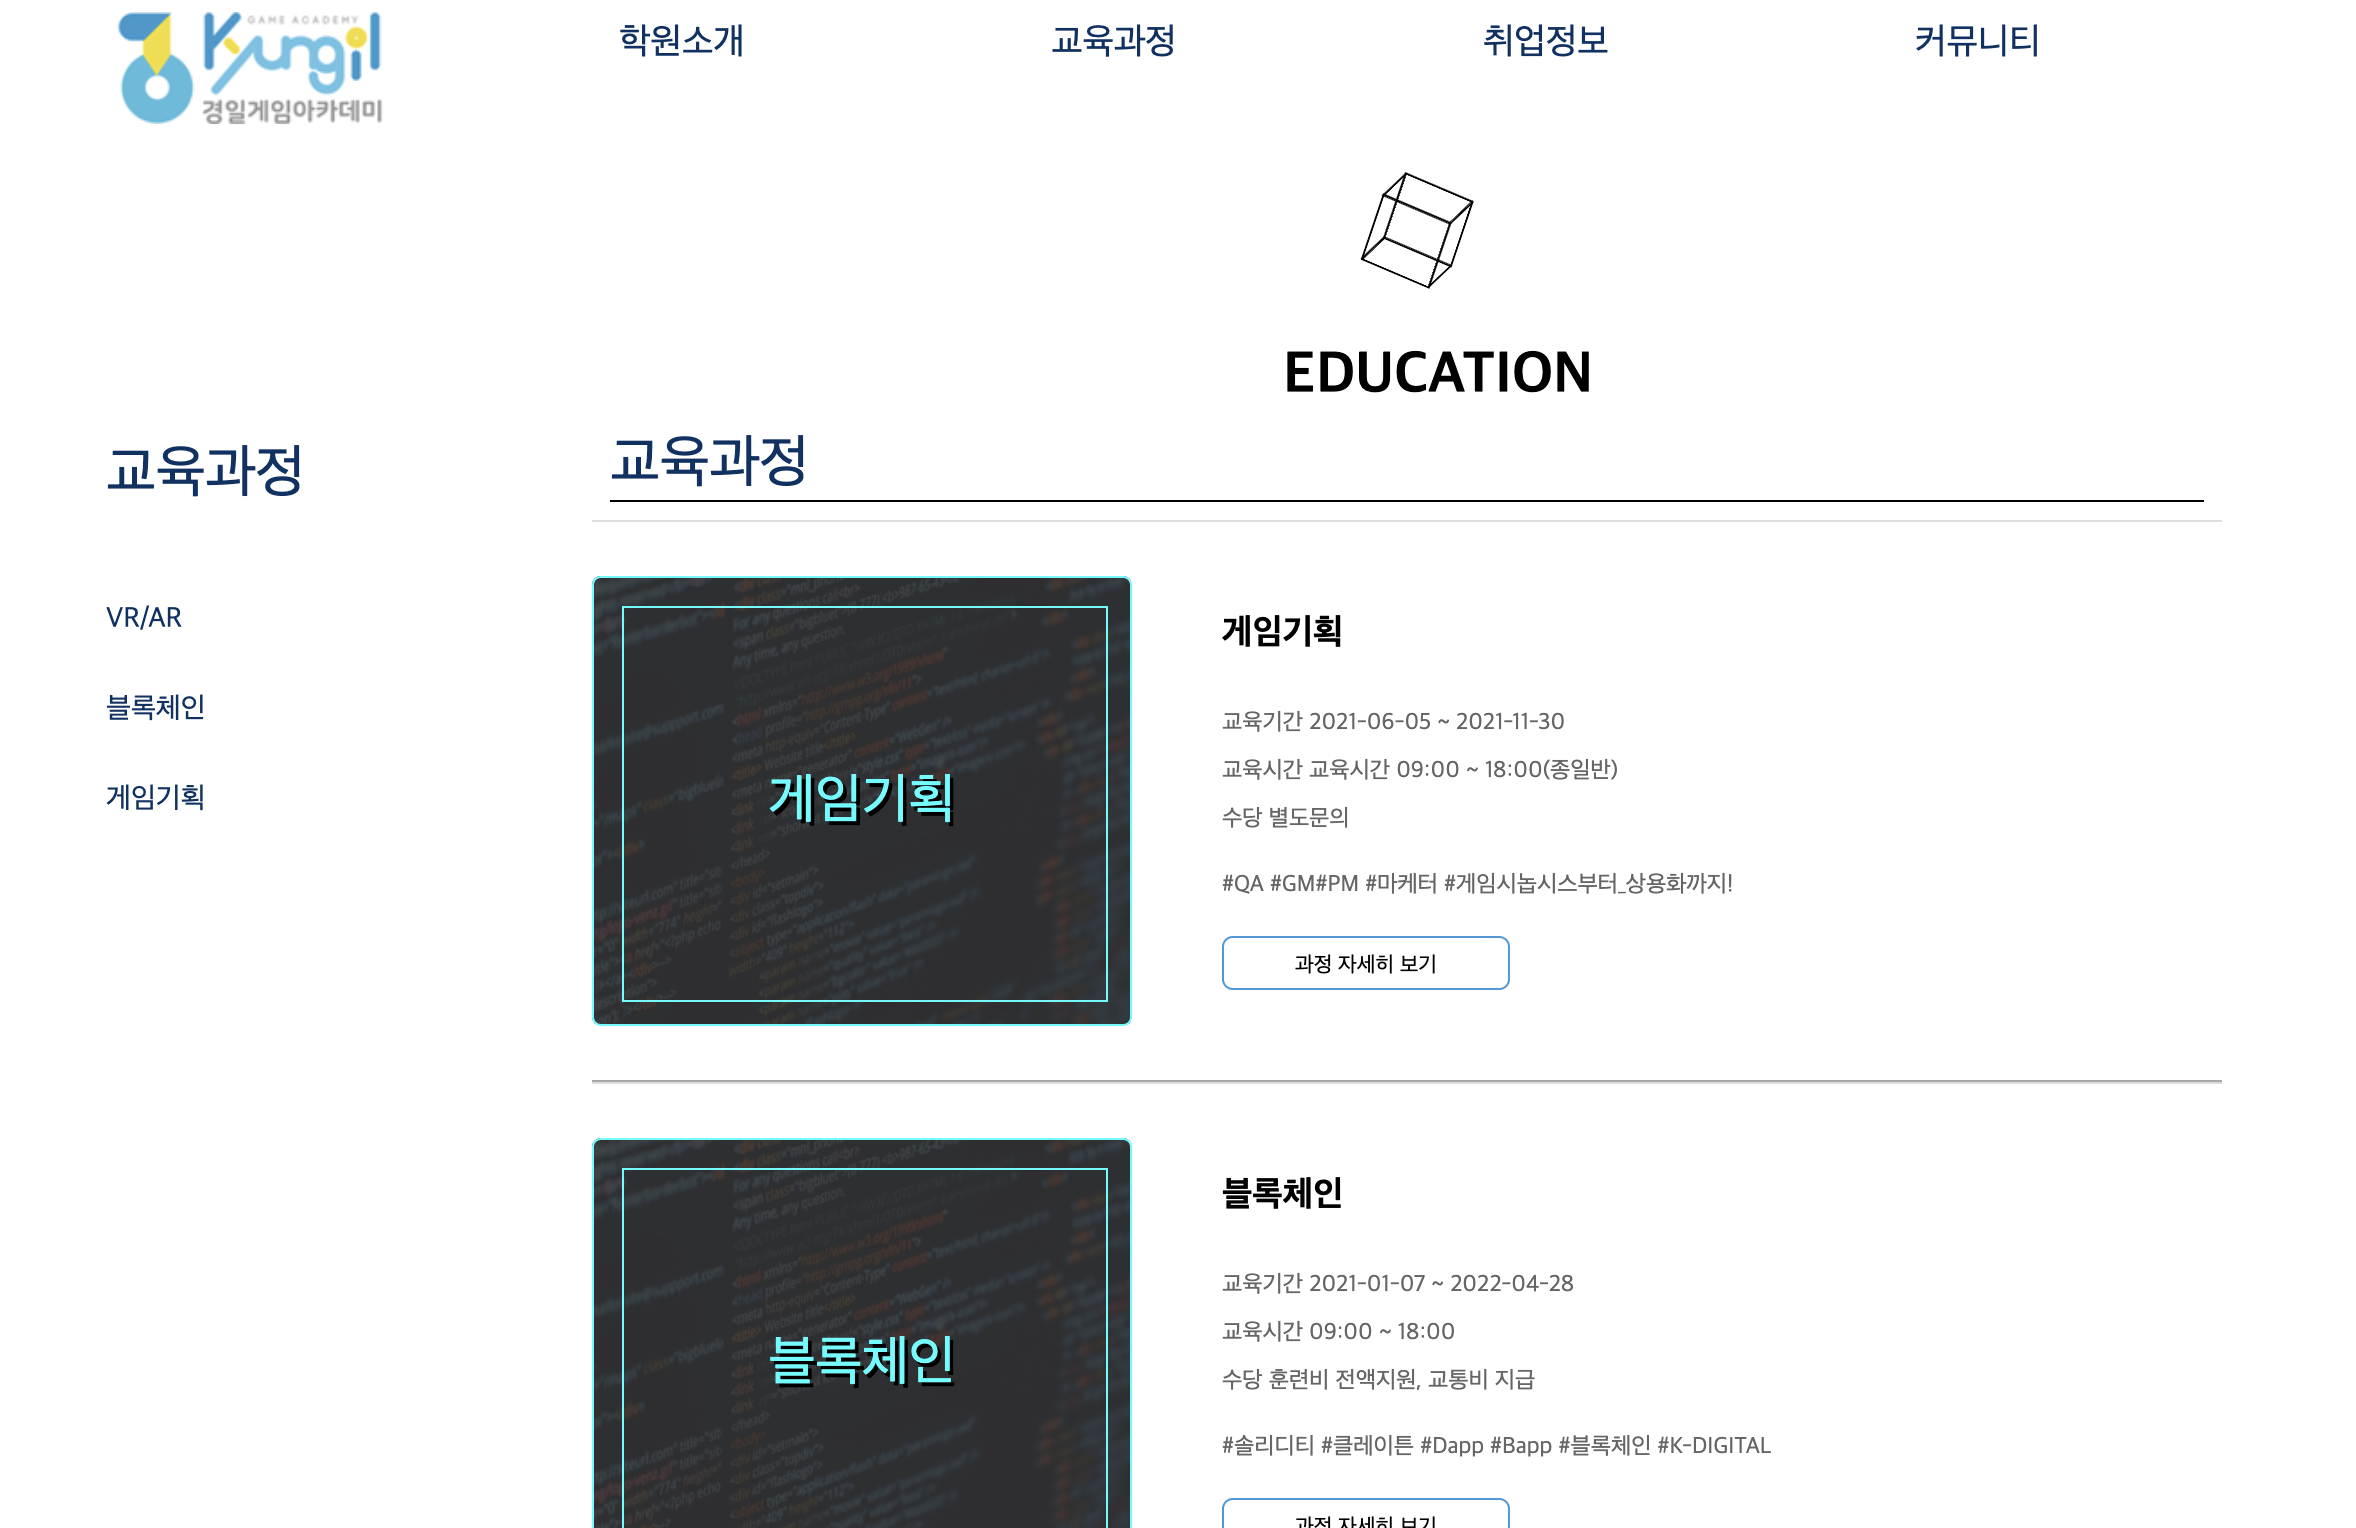 GAME ACADEMY
Kyungil
경일게임아카데미
학원소개
교육과정
취업정보
커뮤니티
EDUCATION
교육과정
VR/AR
블록체인
게임기획
교육과정
게임기획
게임기획
교육기간 2021-06-05 ~ 2021-11-30
교육시간 교육시간 09:00 ~ 18:00(종일반)
수당 별도문의
#QA #GM#PM #마케터 #게임시놉시스부터_상용화까지!
과정 자세히 보기
블록체인
블록체인
교육기간 2021-01-07 ~ 2022-04-28
교육시간 09:00 ~ 18:00
수당 훈련비 전액지원, 교통비 지급
#솔리디티 #클레이튼 #Dapp #Bapp #블록체인 #K-DIGITAL
과정 자세히 보기